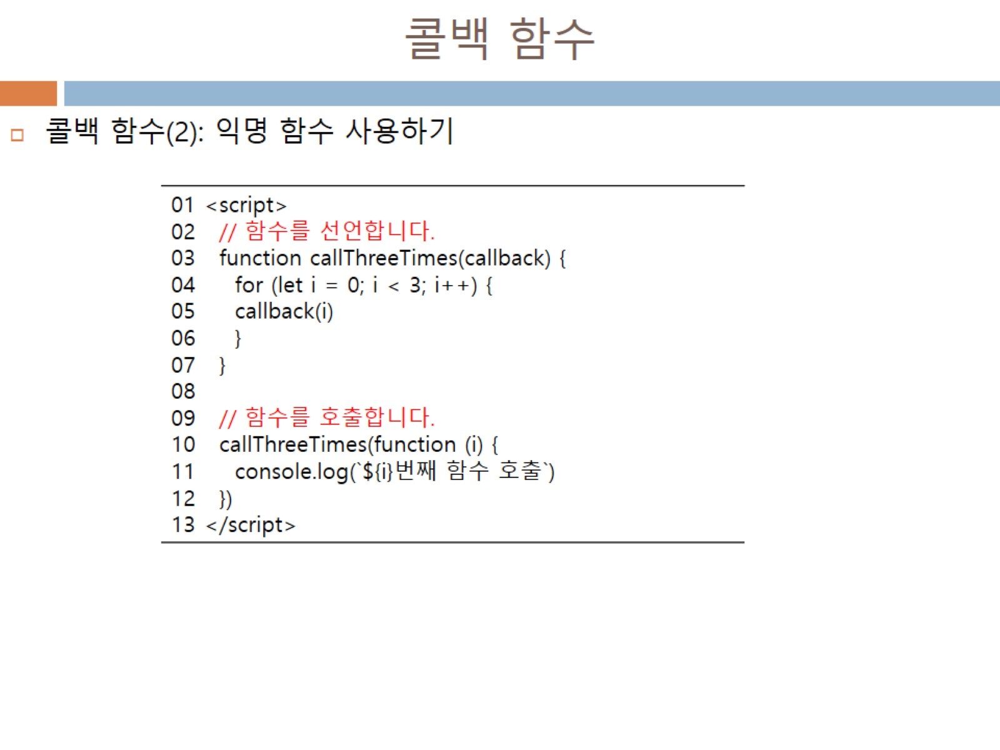 콜백 함수
콜백 함수(2): 익명 함수 사용하기
01 <script>
02 // 함수를 선언합니다.
03 function callThreeTimes(callback) {
04 for (let i = 0; i < 3; i++) {
05 callback(i)
06 }
07 }
08
09 // 함수를 호출합니다.
10 callThreeTimes(function (i) {
11 console.log(`${i}번째 함수 호출`)
12 })
13 </script>